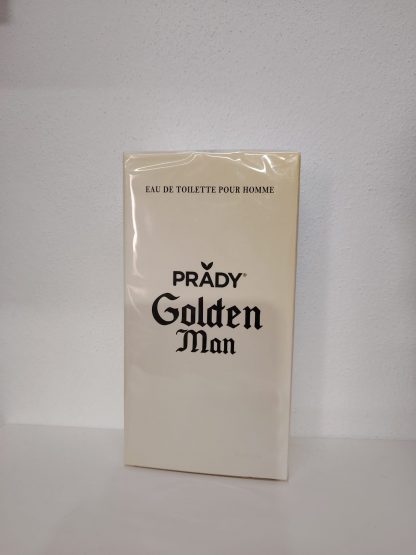 EAU DE TOILETTE POUR HOMME
PRADY®
Golden
Man